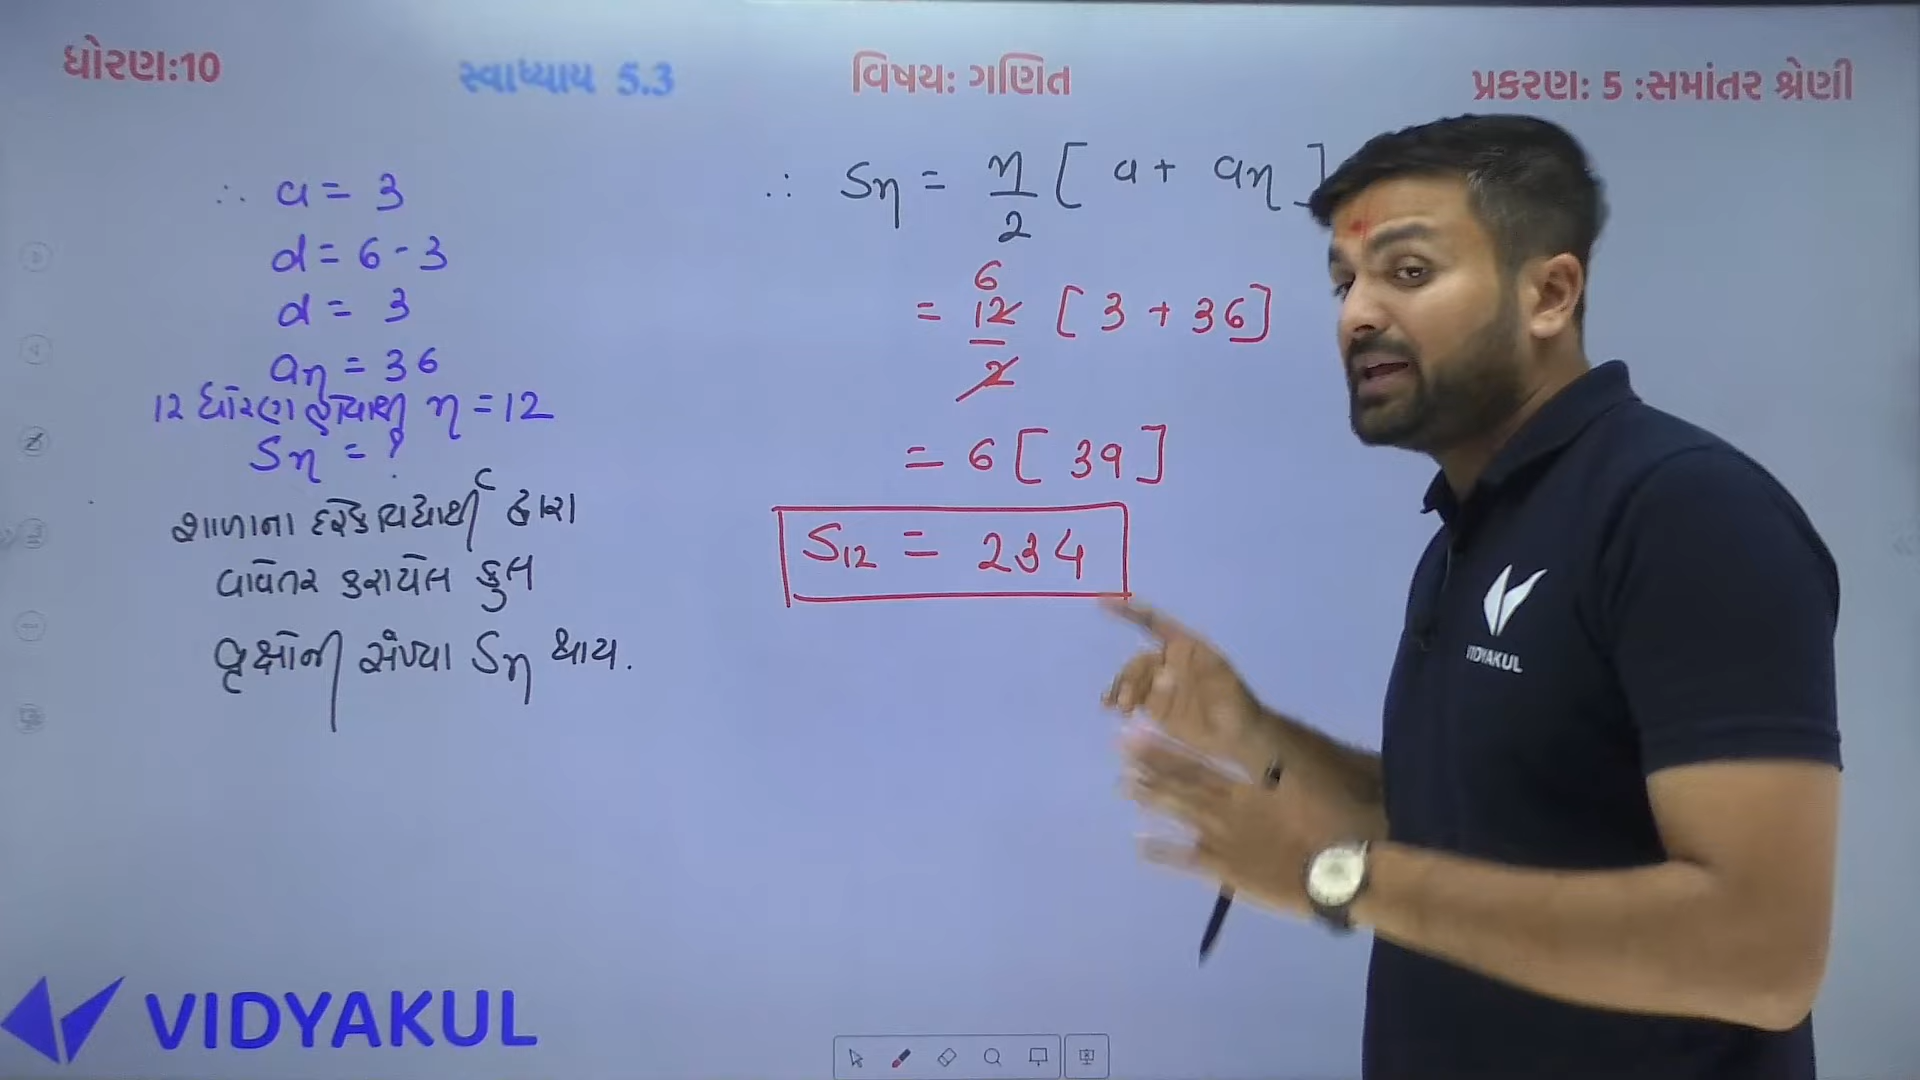 ધોરણ:10
સ્વાધ્યાય 5.3
વિષય: ગણિત
પ્રકરણ: 5 :સમાંતર શ્રેણી
∴ a = 3
d = 6 - 3
d = 3
an = 36
12 ધોરણ હોવાથી n = 12
Sn = ?
શાળાના દરેક વિદ્યાર્થી દ્વારા
વાવેતર કરાયેલ કુલ
વૃક્ષોની સંખ્યા Sn થાય.
∴ Sn = n/2 [ a + an ]
6
= 12/2 [ 3 + 36 ]
= 6 [ 39 ]
S12 = 234
VIDYAKUL
VIDYAKUL